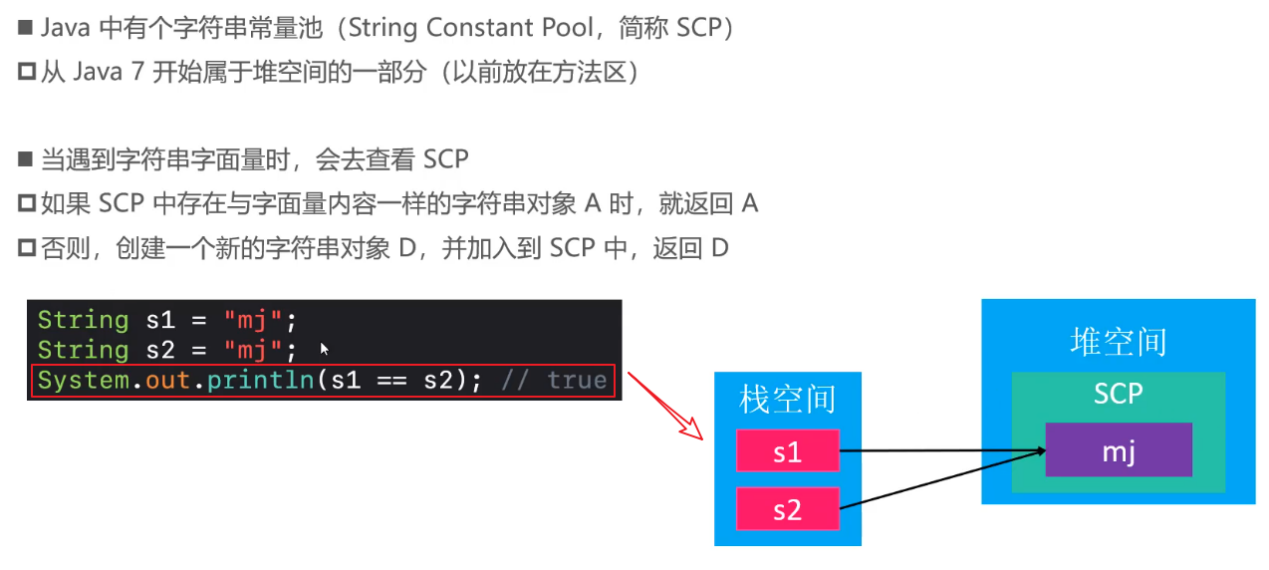 ■ Java 中有个字符串常量池（String Constant Pool，简称 SCP）
□ 从 Java 7 开始属于堆空间的一部分（以前放在方法区）
■ 当遇到字符串字面量时，会去查看 SCP
□ 如果 SCP 中存在与字面量内容一样的字符串对象 A 时，就返回 A
□ 否则，创建一个新的字符串对象 D，并加入到 SCP 中，返回 D
String s1 = "mj";
String s2 = "mj";
System.out.println(s1 == s2); // true
栈空间
s1
s2
堆空间
SCP
mj